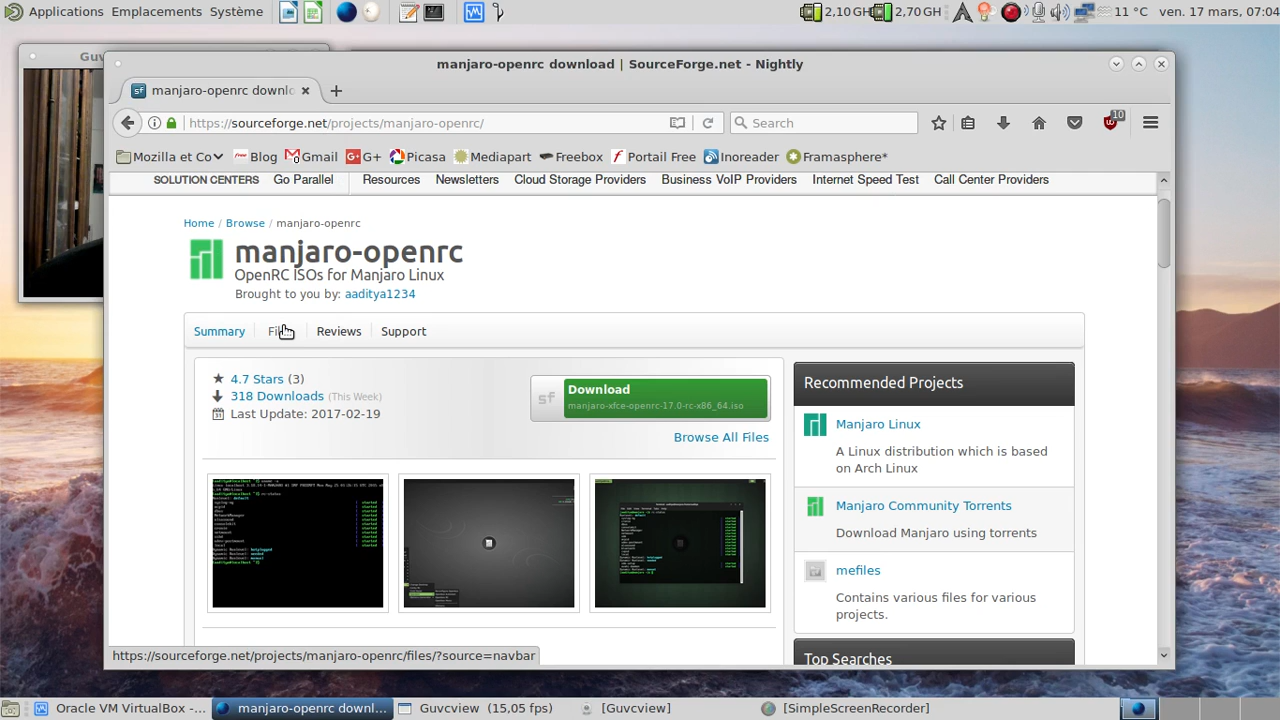 Applications Emplacements Système
2,10 GH 2,70 GH 11 °C ven. 17 mars, 07:04
Guv
manjaro-openrc download | SourceForge.net - Nightly
sf manjaro-openrc downlo
https://sourceforge.net/projects/manjaro-openrc/ Search 10
Mozilla et Co Blog Gmail G+ Picasa Mediapart Freebox Portail Free Inoreader Framasphere*
SOLUTION CENTERS Go Parallel Resources Newsletters Cloud Storage Providers Business VoIP Providers Internet Speed Test Call Center Providers
Home / Browse / manjaro-openrc
manjaro-openrc
OpenRC ISOs for Manjaro Linux
Brought to you by: aaditya1234
Summary Files Reviews Support
4.7 Stars (3)
318 Downloads (This Week)
Last Update: 2017-02-19
sf Download
manjaro-xfce-openrc-17.0-rc-x86_64.iso
Browse All Files
Recommended Projects
Manjaro Linux
A Linux distribution which is based
on Arch Linux
Manjaro Community Torrents
Download Manjaro using torrents
mefiles
Contains various files for various
projects.
Top Searches
https://sourceforge.net/projects/manjaro-openrc/files/?source=navbar
Oracle VM VirtualBox -... manjaro-openrc downl... Guvcview (15,05 fps) [Guvcview] [SimpleScreenRecorder]